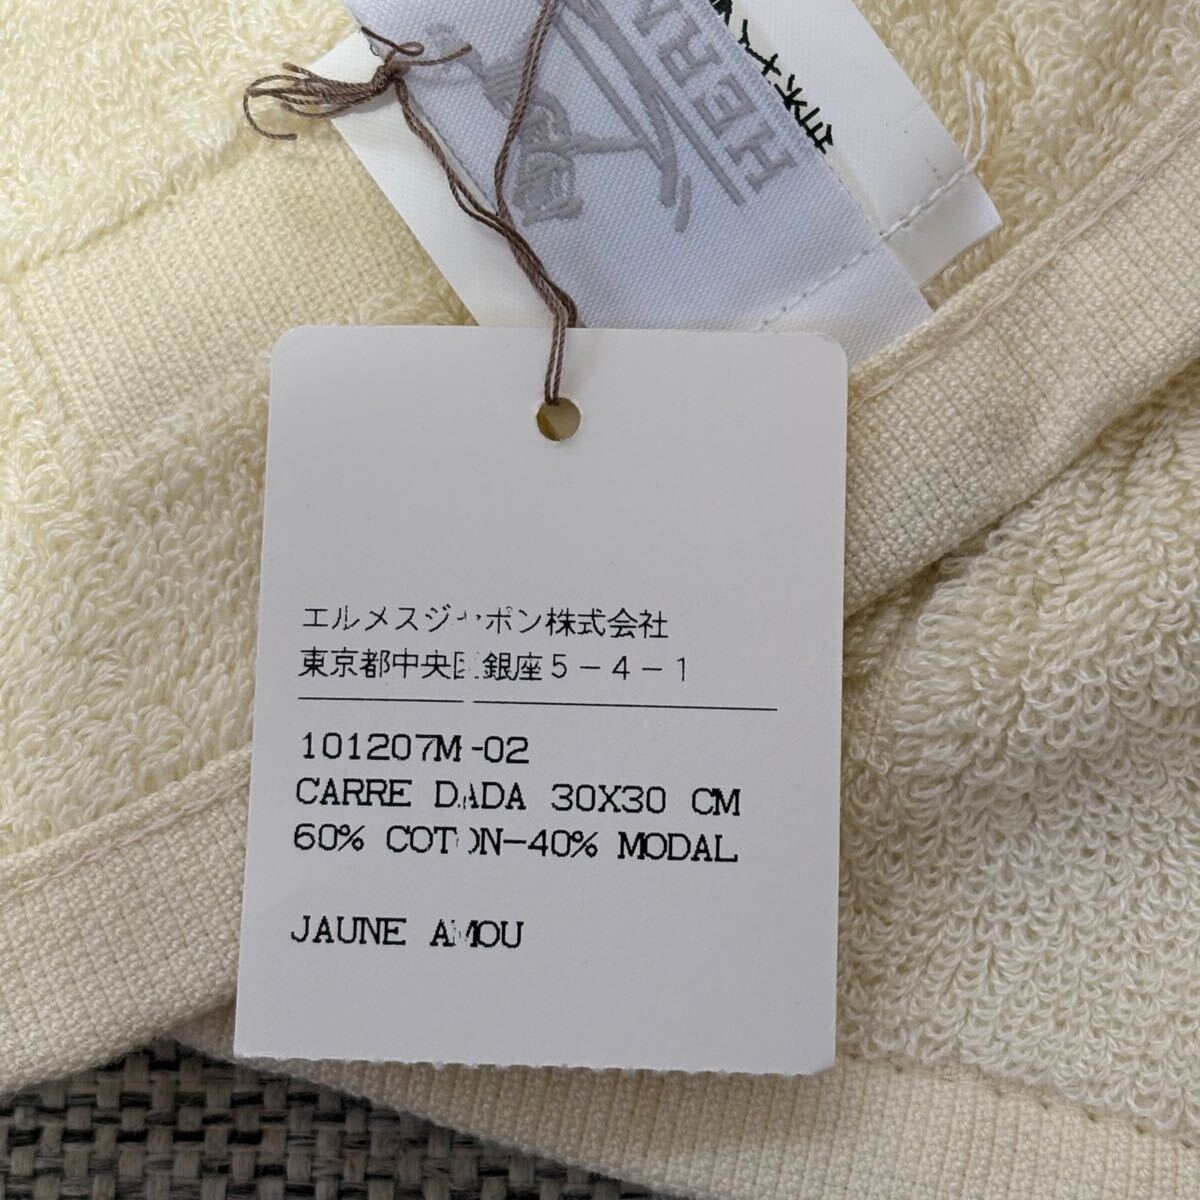 HERM
エルメスジャポン株式会社
東京都中央区銀座5-4-1
101207M-02
CARRE DADA 30X30 CM
60% COTON-40% MODAL
JAUNE AMOU